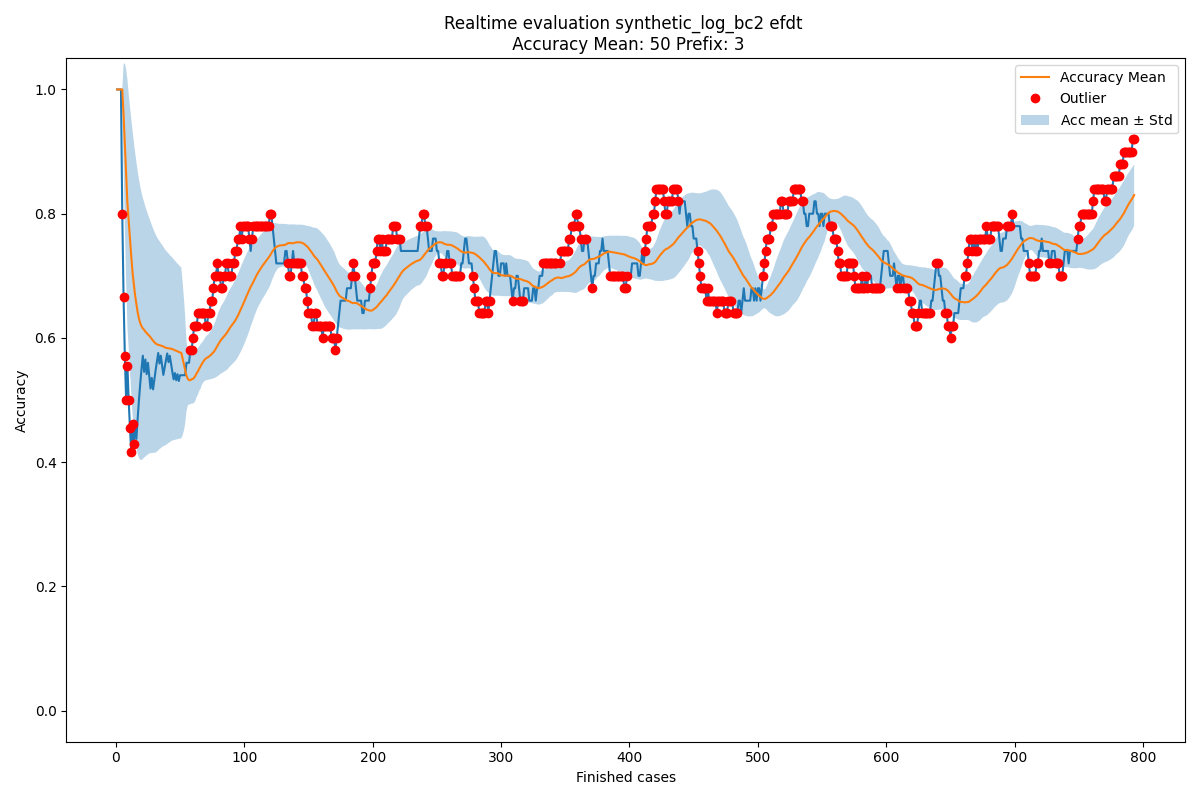 Realtime evaluation synthetic_log_bc2 efdt
Accuracy Mean: 50 Prefix: 3
Accuracy Mean
Outlier
Acc mean ± Std
Accuracy
1.0
0.8
0.6
0.4
0.2
0.0
0 100 200 300 400 500 600 700 800
Finished cases